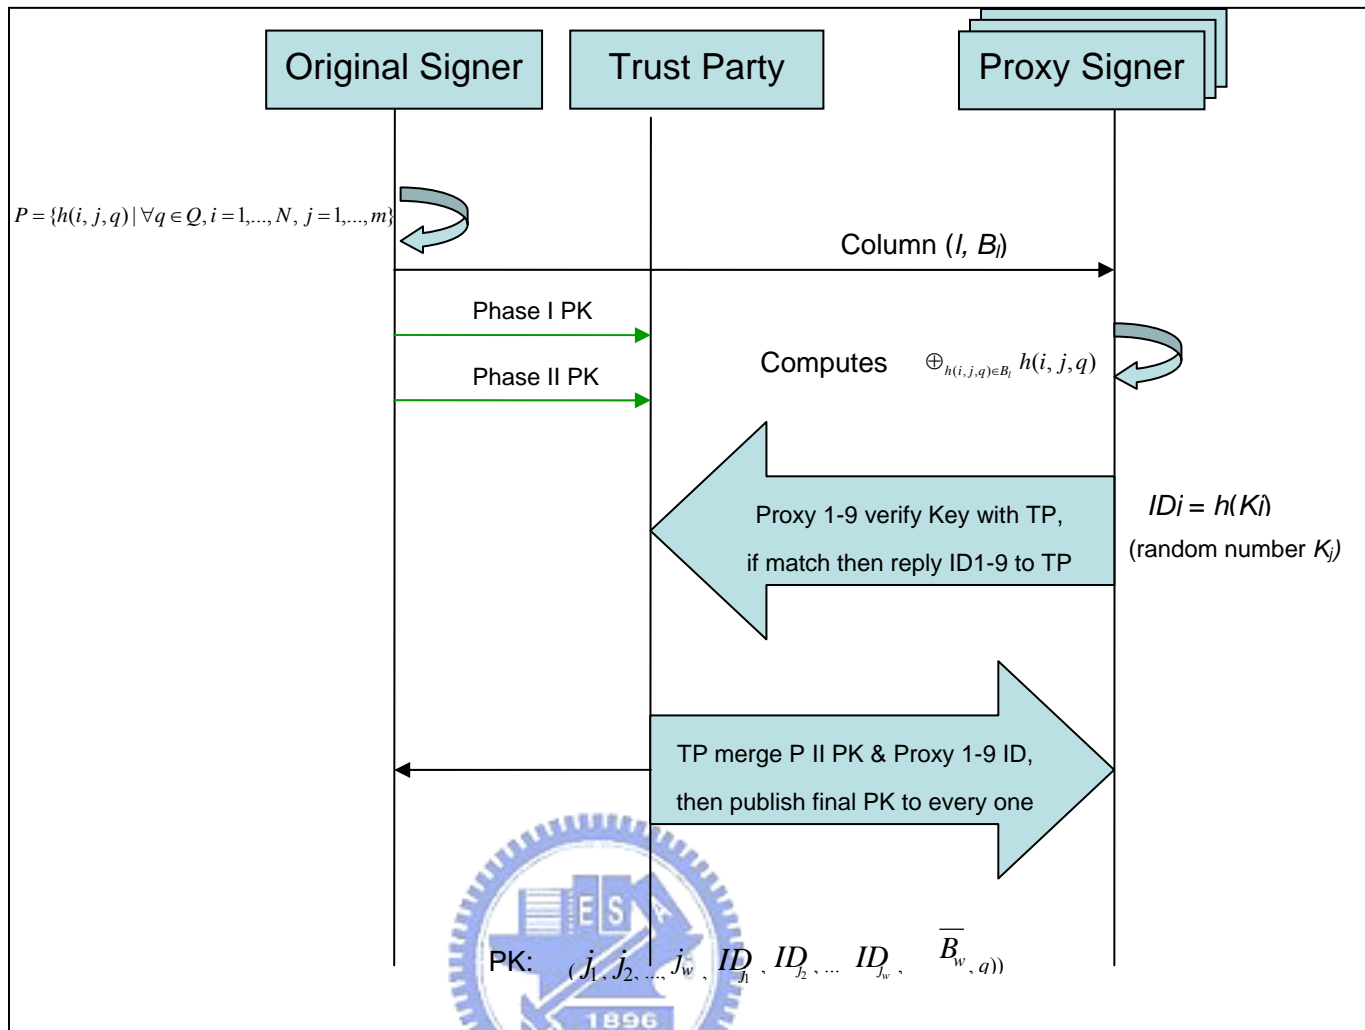 Original Signer
Trust Party
Proxy Signer
P = {h(i, j, q) | ∀q ∈ Q, i = 1,..., N, j = 1,..., m}
Column (l, Bl)
Phase I PK
Computes ⊕h(i,j,q)∈Bl h(i, j, q)
Phase II PK
Proxy 1-9 verify Key with TP,
if match then reply ID1-9 to TP
IDi = h(Ki)
(random number Kj)
TP merge P II PK & Proxy 1-9 ID,
then publish final PK to every one
E S A
PK: (j1, j2, ..., jw, IDj1, IDj2, ... IDjw, B̅w, q))
1896